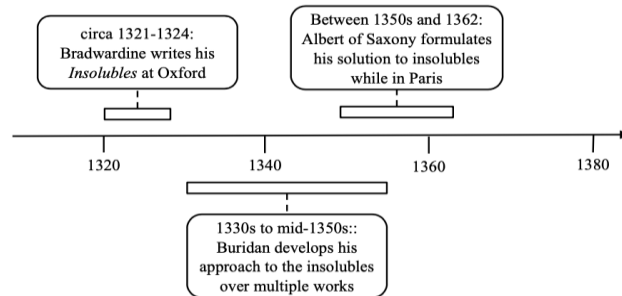 circa 1321-1324:
Bradwardine writes his
Insolubles at Oxford
Between 1350s and 1362:
Albert of Saxony formulates
his solution to insolubles
while in Paris
1320
1340
1360
1380
1330s to mid-1350s::
Buridan develops his
approach to the insolubles
over multiple works